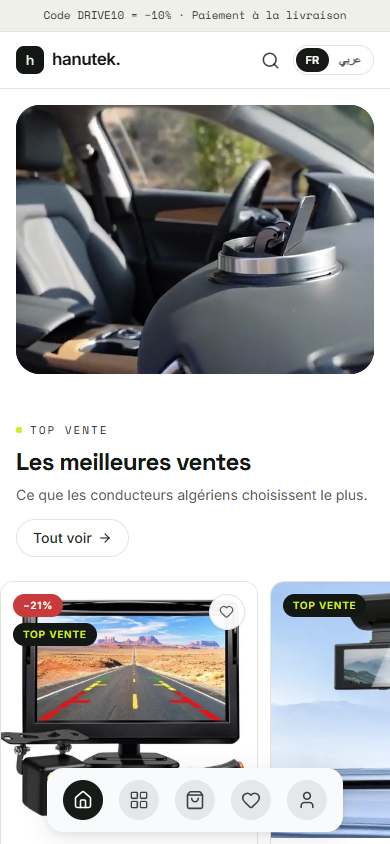 Code DRIVE10 = −10% · Paiement à la livraison
h hanutek.
FR عربي
TOP VENTE
Les meilleures ventes
Ce que les conducteurs algériens choisissent le plus.
Tout voir →
−21%
TOP VENTE
TOP VENTE